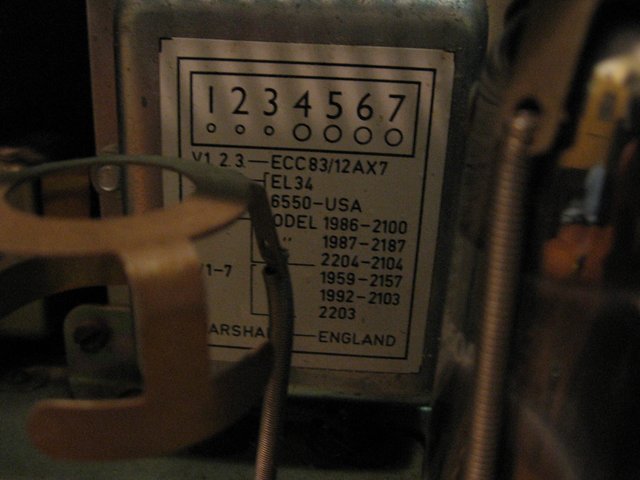 1 2 3 4 5 6 7
V1.2.3.—ECC83/12AX7
EL34
6550-USA
ODEL 1986-2100
" 1987-2187
2204-2104
1-7 1959-2157
1992-2103
2203
ARSHA — ENGLAND